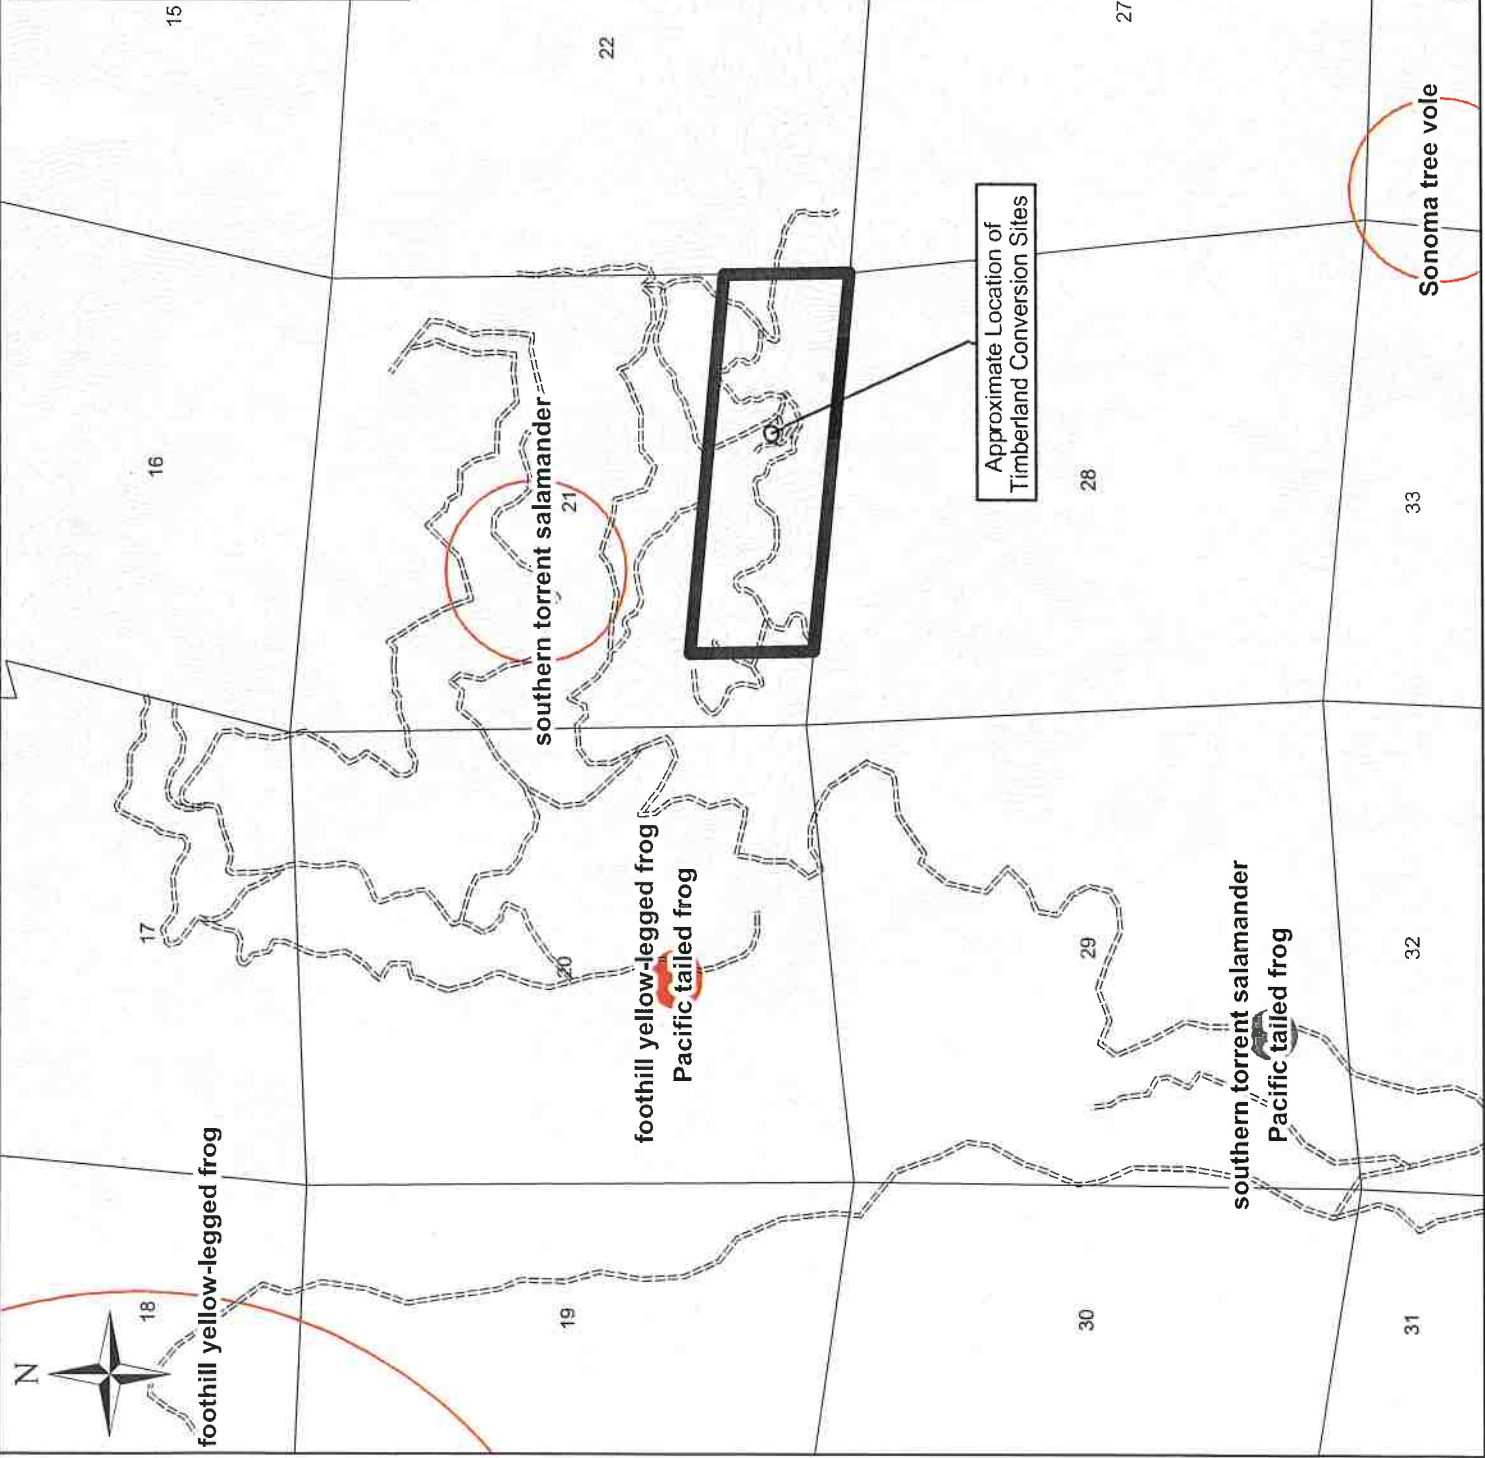 N
18
17
16
15
foothill yellow-legged frog
southern torrent salamander
19
20
21
22
foothill yellow-legged frog
Pacific tailed frog
Approximate Location of
Timberland Conversion Sites
30
29
28
27
southern torrent salamander
Pacific tailed frog
31
32
33
Sonoma tree vole